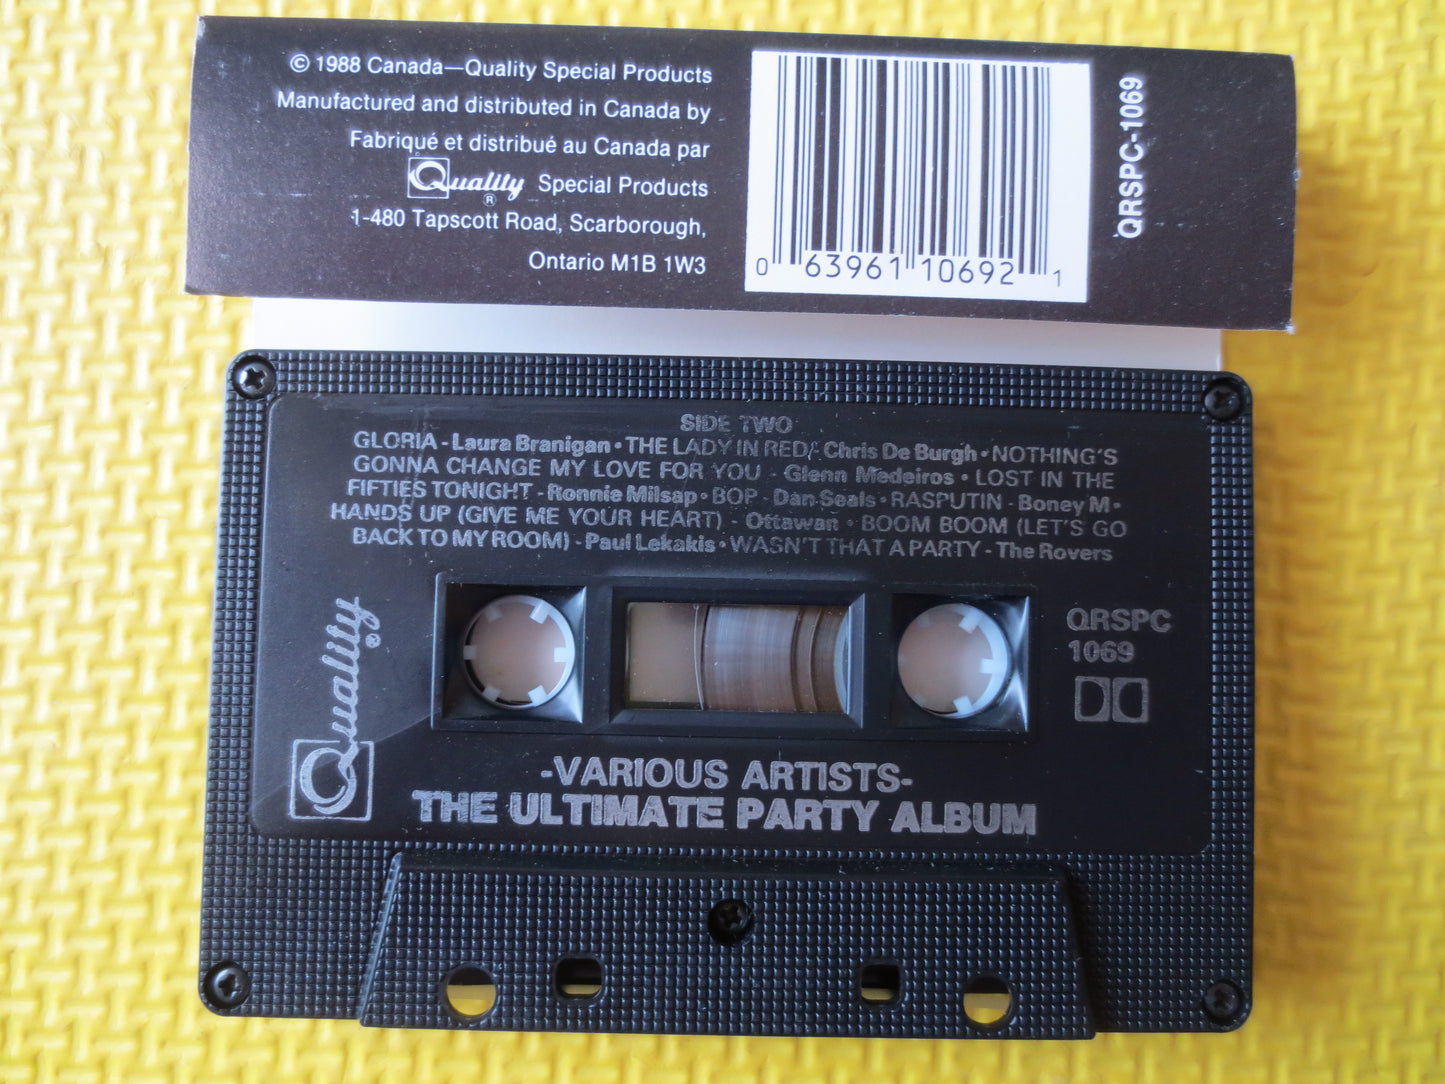 © 1988 Canada—Quality Special Products
Manufactured and distributed in Canada by
Fabriqué et distribué au Canada par
Quality® Special Products
1-480 Tapscott Road, Scarborough,
Ontario M1B 1W3
0 63961 10692 1
QRSPC-1069
SIDE TWO
GLORIA - Laura Branigan • THE LADY IN RED/ Chris De Burgh • NOTHING'S
GONNA CHANGE MY LOVE FOR YOU - Glenn Medeiros • LOST IN THE
FIFTIES TONIGHT - Ronnie Milsap • BOP - Dan Seals • RASPUTIN - Boney M •
HANDS UP (GIVE ME YOUR HEART) - Ottawan • BOOM BOOM (LET'S GO
BACK TO MY ROOM) - Paul Lekakis • WASN'T THAT A PARTY - The Rovers
Quality®
QRSPC
1069
-VARIOUS ARTISTS-
THE ULTIMATE PARTY ALBUM